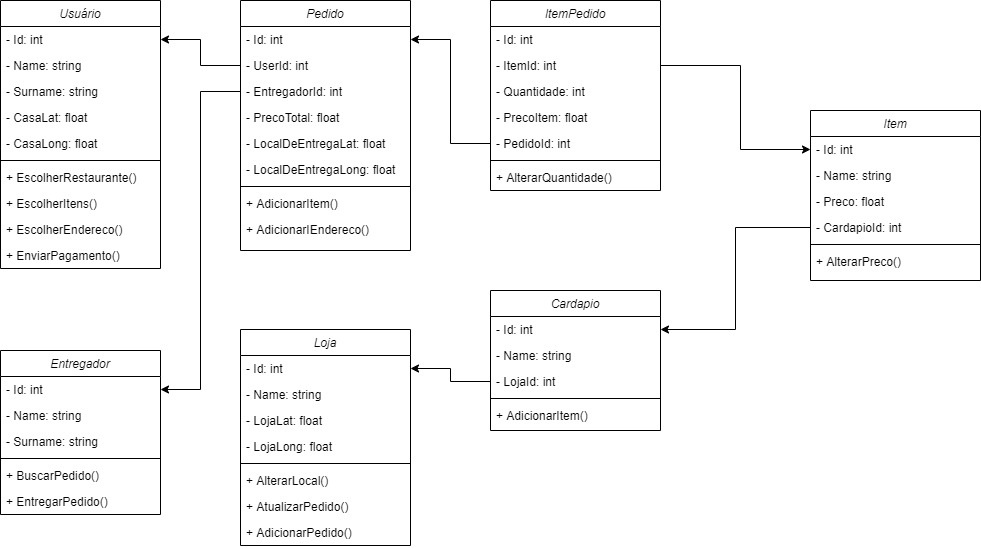 Usuário
- Id: int
- Name: string
- Surname: string
- CasaLat: float
- CasaLong: float
+ EscolherRestaurante()
+ EscolherItens()
+ EscolherEndereco()
+ EnviarPagamento()
Pedido
- Id: int
- UserId: int
- EntregadorId: int
- PrecoTotal: float
- LocalDeEntregaLat: float
- LocalDeEntregaLong: float
+ AdicionarItem()
+ AdicionarlEndereco()
ItemPedido
- Id: int
- ItemId: int
- Quantidade: int
- PrecoItem: float
- PedidoId: int
+ AlterarQuantidade()
Item
- Id: int
- Name: string
- Preco: float
- CardapioId: int
+ AlterarPreco()
Entregador
- Id: int
- Name: string
- Surname: string
+ BuscarPedido()
+ EntregarPedido()
Loja
- Id: int
- Name: string
- LojaLat: float
- LojaLong: float
+ AlterarLocal()
+ AtualizarPedido()
+ AdicionarPedido()
Cardapio
- Id: int
- Name: string
- LojaId: int
+ AdicionarItem()